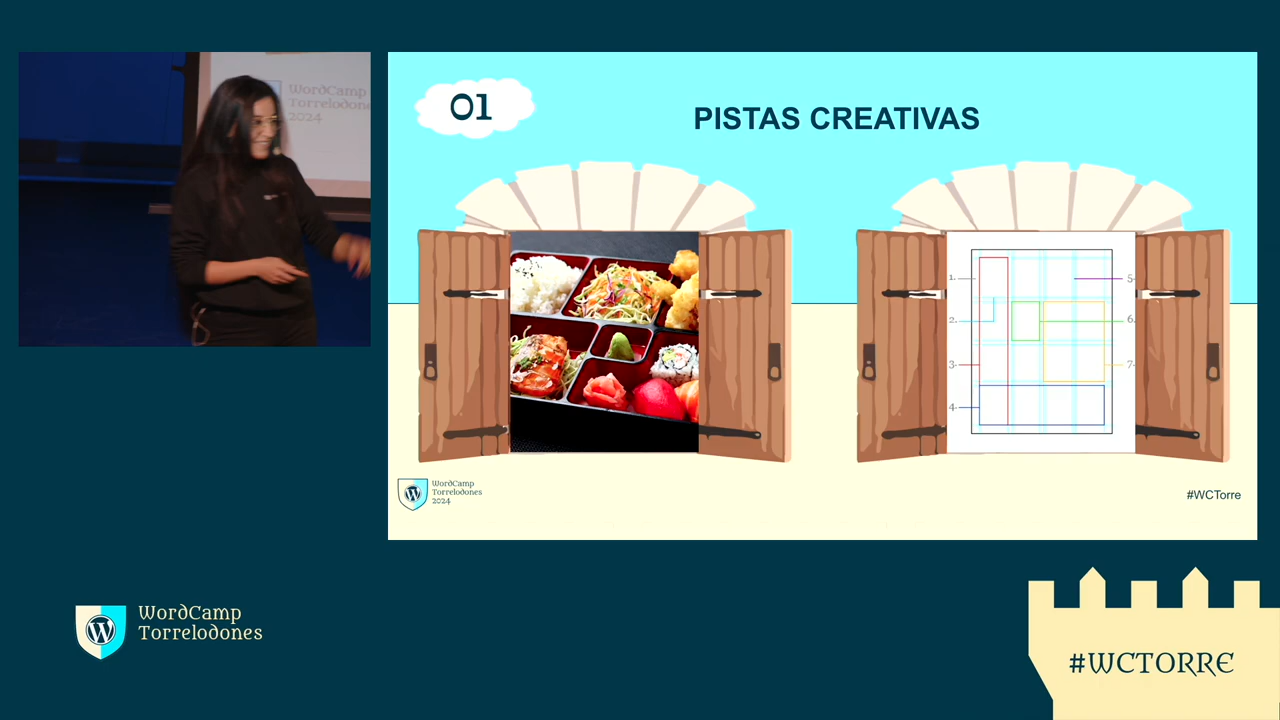 WordCamp
Torrelodones
2024
01
PISTAS CREATIVAS
1.
2.
3.
4.
5.
6.
7.
WordCamp
Torrelodones
2024
#WCTorre
WordCamp
Torrelodones
#WCTORRE